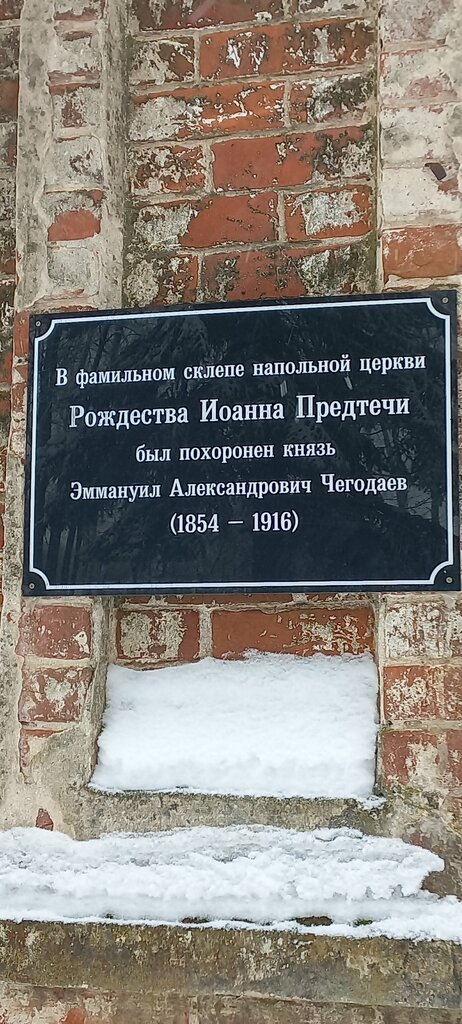 В фамильном склепе напольной церкви
Рождества Иоанна Предтечи
был похоронен князь
Эммануил Александрович Чегодаев
(1854 – 1916)